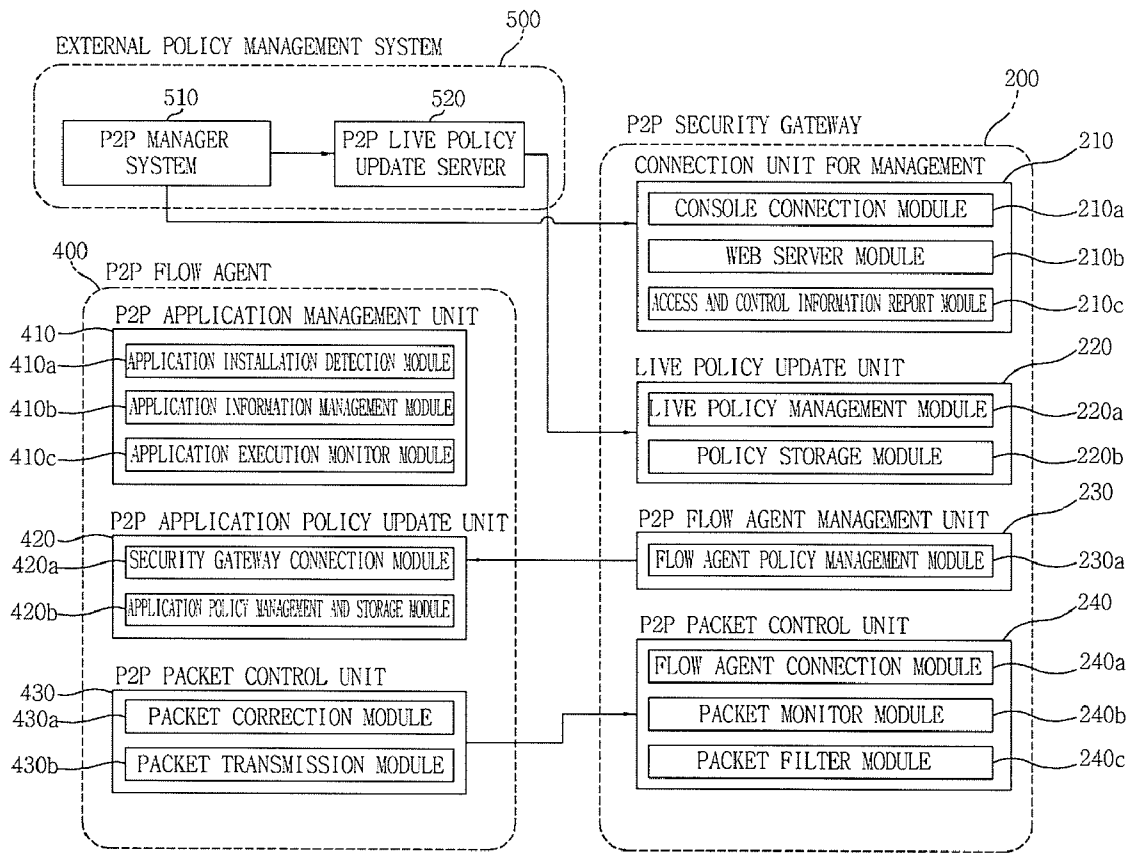 500
EXTERNAL POLICY MANAGEMENT SYSTEM
510
520
P2P MANAGER
SYSTEM
P2P LIVE POLICY
UPDATE SERVER
200
P2P SECURITY GATEWAY
210
CONNECTION UNIT FOR MANAGEMENT
CONSOLE CONNECTION MODULE
210a
WEB SERVER MODULE
210b
ACCESS AND CONTROL INFORMATION REPORT MODULE
210c
LIVE POLICY UPDATE UNIT
220
LIVE POLICY MANAGEMENT MODULE
220a
POLICY STORAGE MODULE
220b
230
P2P FLOW AGENT MANAGEMENT UNIT
FLOW AGENT POLICY MANAGEMENT MODULE
230a
240
P2P PACKET CONTROL UNIT
FLOW AGENT CONNECTION MODULE
240a
PACKET MONITOR MODULE
240b
PACKET FILTER MODULE
240c
400
P2P FLOW AGENT
P2P APPLICATION MANAGEMENT UNIT
410
410a
APPLICATION INSTALLATION DETECTION MODULE
410b
APPLICATION INFORMATION MANAGEMENT MODULE
410c
APPLICATION EXECUTION MONITOR MODULE
P2P APPLICATION POLICY UPDATE UNIT
420
420a
SECURITY GATEWAY CONNECTION MODULE
420b
APPLICATION POLICY MANAGEMENT AND STORAGE MODULE
P2P PACKET CONTROL UNIT
430
430a
PACKET CORRECTION MODULE
430b
PACKET TRANSMISSION MODULE